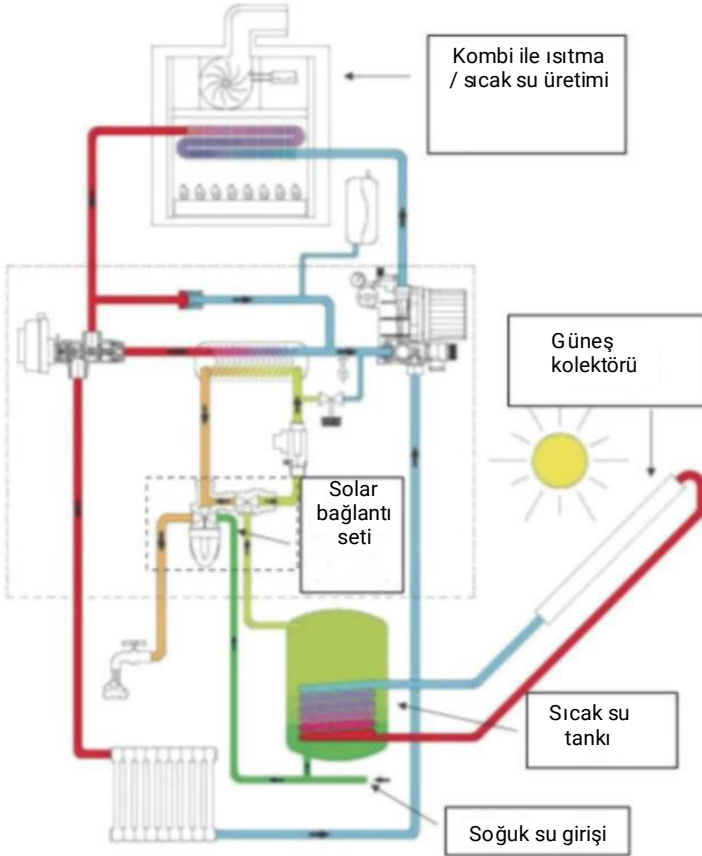 Kombi ile ısıtma
/ sıcak su üretimi
Güneş
kolektörü
Solar
bağlantı
seti
Sıcak su
tankı
Soğuk su girişi